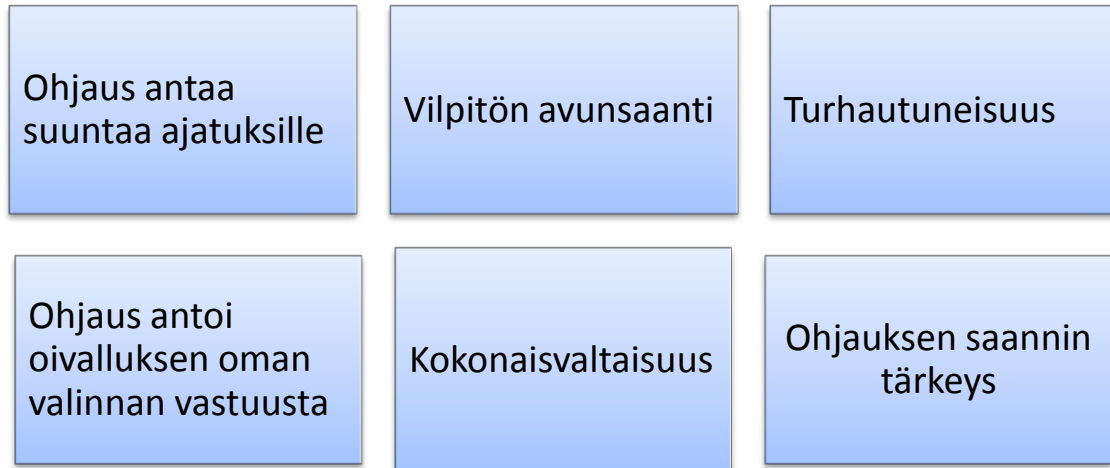 Ohjaus antaa
suuntaa ajatuksille
Vilpitön avunsaanti
Turhautuneisuus
Ohjaus antoi
oivalluksen oman
valinnan vastuusta
Kokonaisvaltaisuus
Ohjauksen saannin
tärkeys